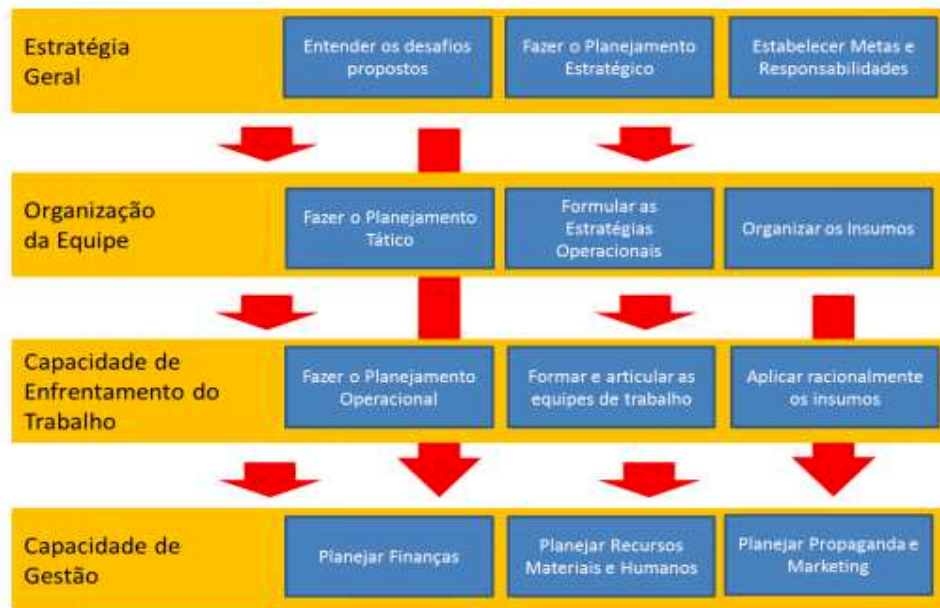 Estratégia
Geral
Entender os desafios
propostos
Fazer o Planejamento
Estratégico
Estabelecer Metas e
Responsabilidades
Organização
da Equipe
Fazer o Planejamento
Tático
Formular as
Estratégias
Operacionais
Organizar os Insumos
Capacidade de
Enfrentamento do
Trabalho
Fazer o Planejamento
Operacional
Formar e articular as
equipes de trabalho
Aplicar racionalmente
os insumos
Capacidade de
Gestão
Planejar Finanças
Planejar Recursos
Materiais e Humanos
Planejar Propaganda e
Marketing